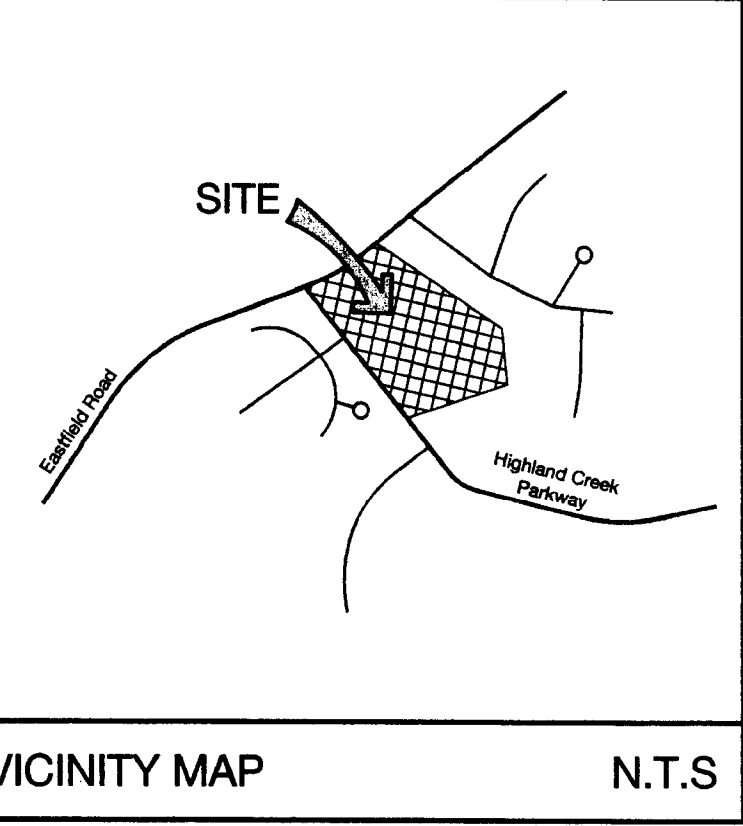 SITE
Eastfield Road
Highland Creek
Parkway
VICINITY MAP
N.T.S